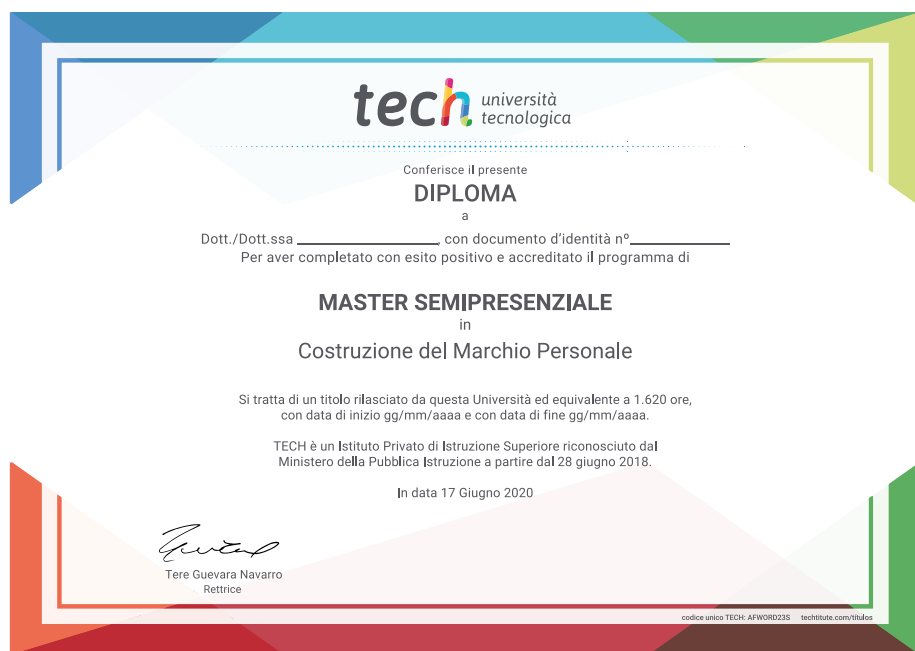 tech università
tecnologica
Conferisce il presente
DIPLOMA
a
Dott./Dott.ssa ________________, con documento d'identità nº____________
Per aver completato con esito positivo e accreditato il programma di
MASTER SEMIPRESENZIALE
in
Costruzione del Marchio Personale
Si tratta di un titolo rilasciato da questa Università ed equivalente a 1.620 ore,
con data di inizio gg/mm/aaaa e con data di fine gg/mm/aaaa.
TECH è un Istituto Privato di Istruzione Superiore riconosciuto dal
Ministero della Pubblica Istruzione a partire dal 28 giugno 2018.
In data 17 Giugno 2020
Tere Guevara Navarro
Rettrice
codice unico TECH: AFWORD23S techtitute.com/titulos